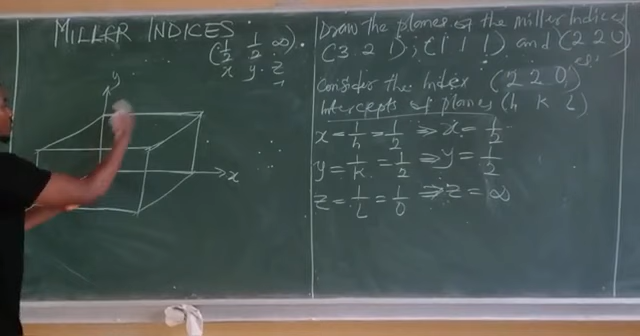 MILLER INDICES
(1/2 1/2 ∞)
x y z
y
x
Draw the planes of the miller Indices
(3 2 1); (1 1 1) and (2 2 0).
Consider the Index (2 2 0)
Intercepts of planes (h k l)
x = 1/h = 1/2 ⇒ x = 1/2
y = 1/k = 1/2 ⇒ y = 1/2
z = 1/L = 1/0 ⇒ z = ∞